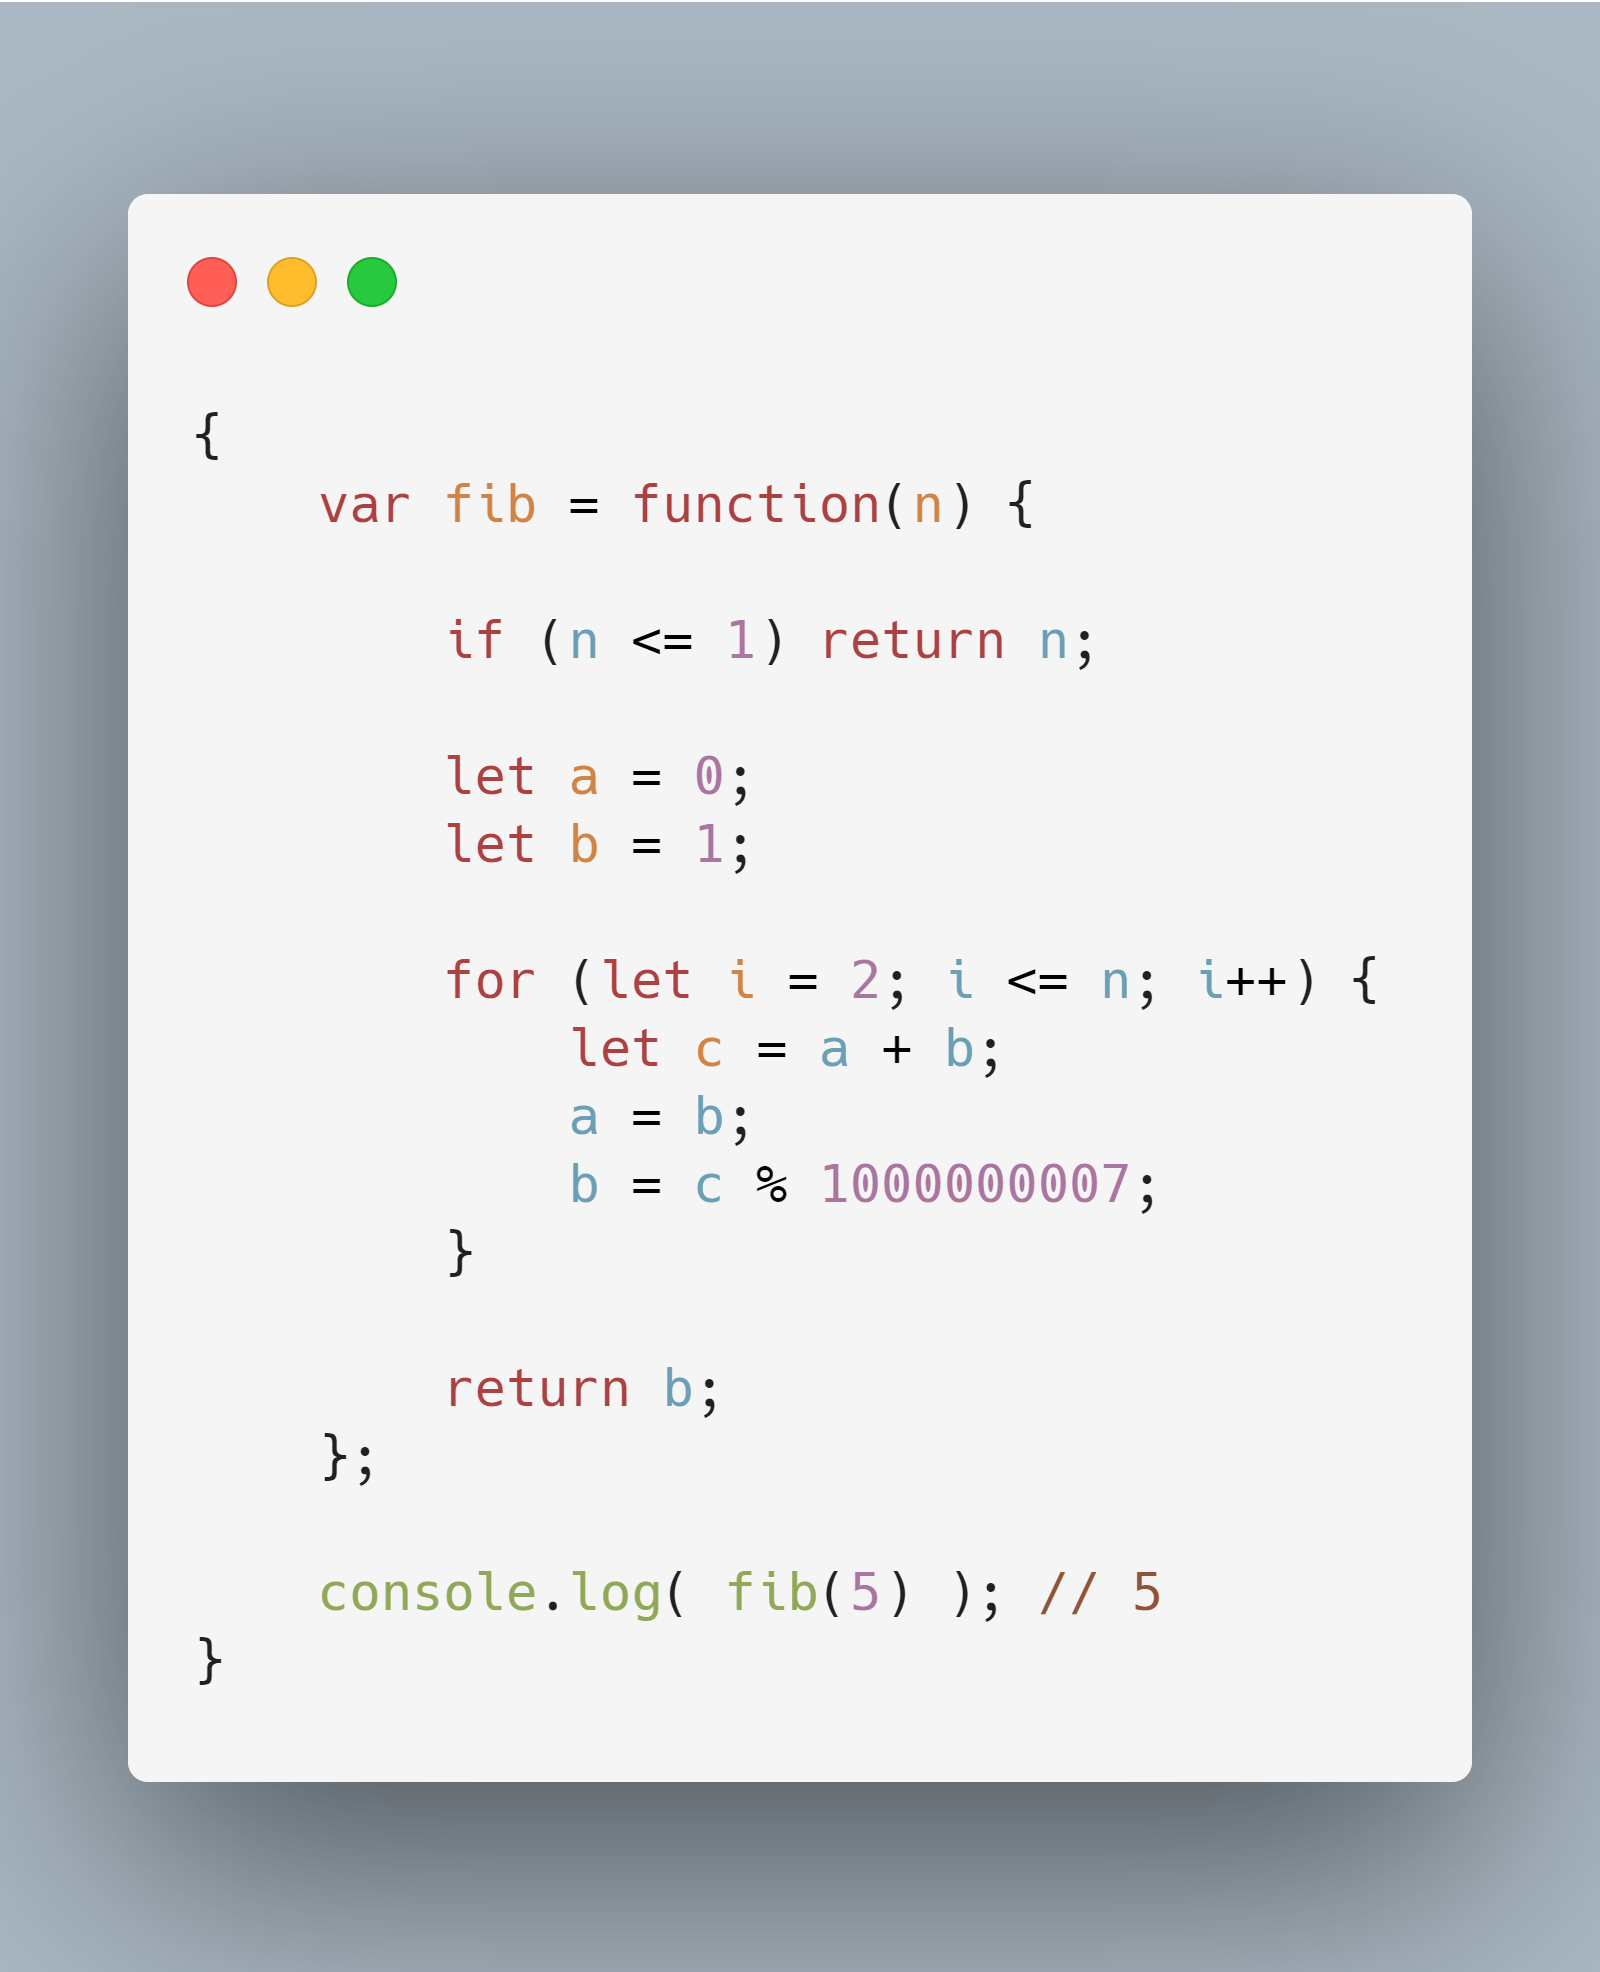 {
    var fib = function(n) {

        if (n <= 1) return n;

        let a = 0;
        let b = 1;

        for (let i = 2; i <= n; i++) {
            let c = a + b;
            a = b;
            b = c % 1000000007;
        }

        return b;
    };

    console.log( fib(5) ); // 5
}